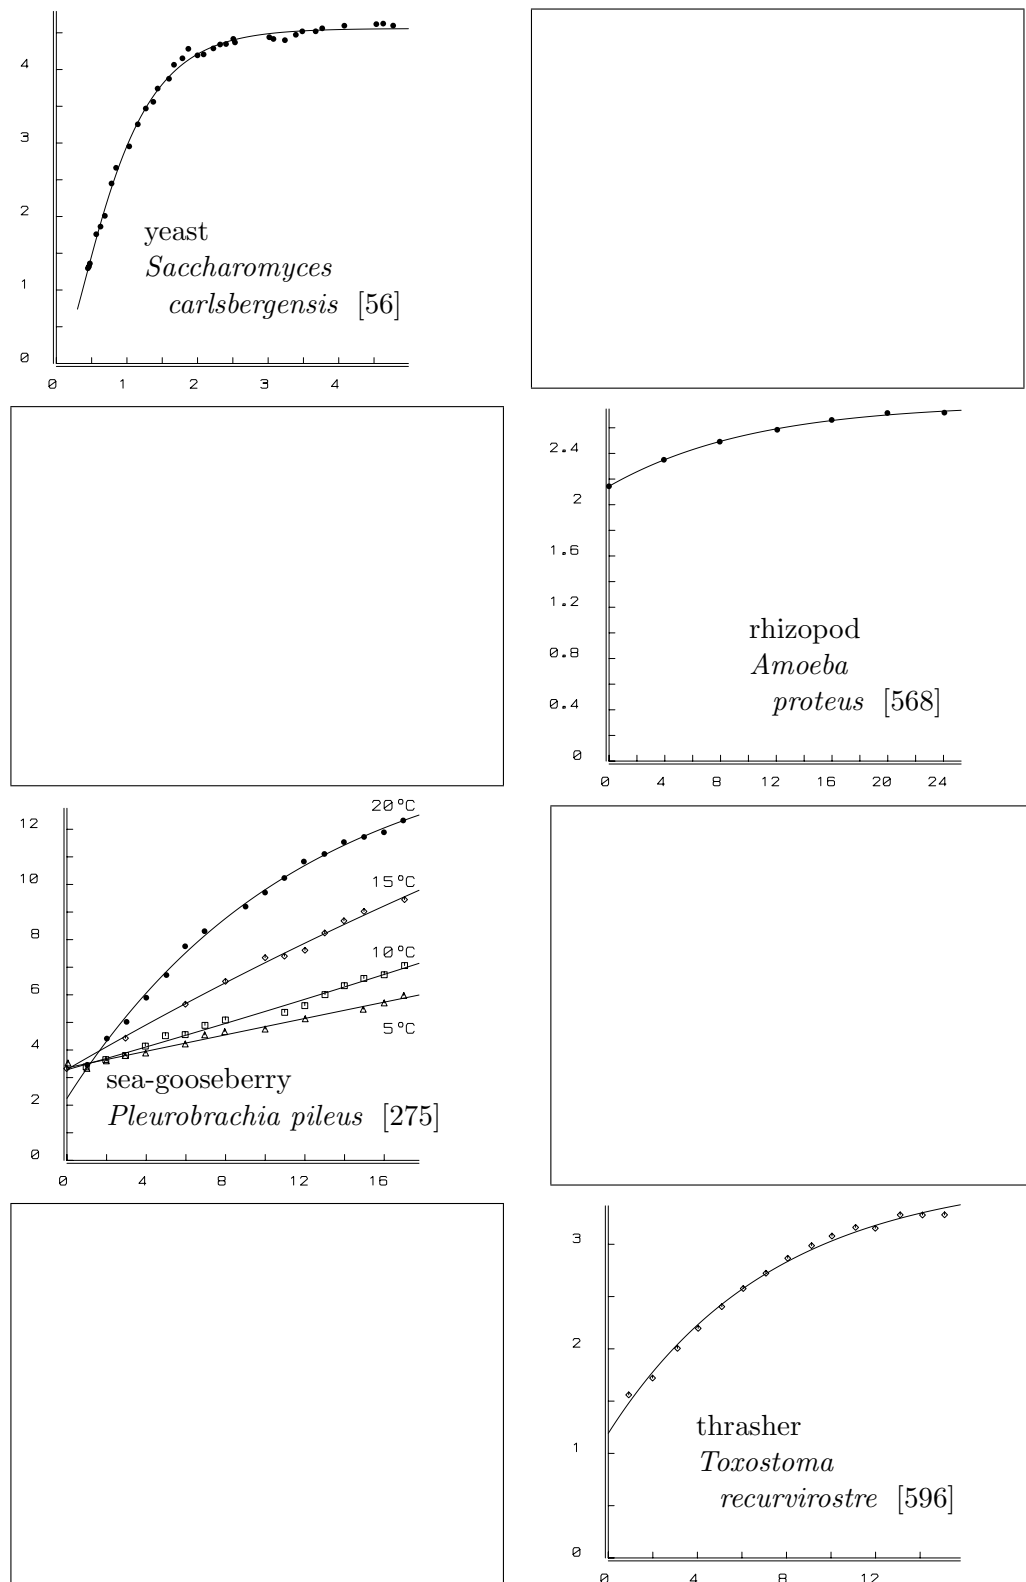 4
3
2
1
0
0 1 2 3 4
yeast
Saccharomyces
carlsbergensis [56]
2.4
2
1.6
1.2
0.8
0.4
0
0 4 8 12 16 20 24
rhizopod
Amoeba
proteus [568]
12
10
8
6
4
2
0
0 4 8 12 16
20°C
15°C
10°C
5°C
sea-gooseberry
Pleurobrachia pileus [275]
3
2
1
0
0 4 8 12
thrasher
Toxostoma
recurvirostre [596]